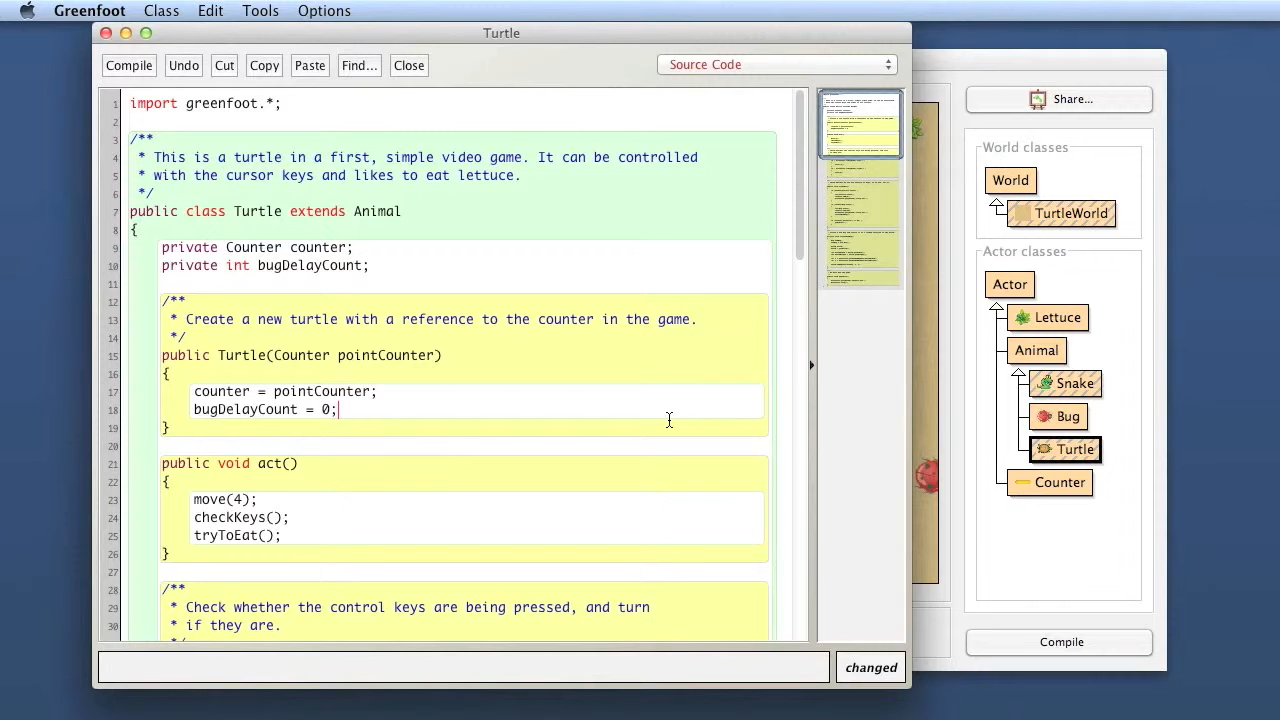 Greenfoot Class Edit Tools Options
Turtle
Compile Undo Cut Copy Paste Find... Close Source Code
1 import greenfoot.*;
2
3 /**
4 * This is a turtle in a first, simple video game. It can be controlled
5 * with the cursor keys and likes to eat lettuce.
6 */
7 public class Turtle extends Animal
8 {
9 private Counter counter;
10 private int bugDelayCount;
11
12 /**
13 * Create a new turtle with a reference to the counter in the game.
14 */
15 public Turtle(Counter pointCounter)
16 {
17 counter = pointCounter;
18 bugDelayCount = 0;
19 }
20
21 public void act()
22 {
23 move(4);
24 checkKeys();
25 tryToEat();
26 }
27
28 /**
29 * Check whether the control keys are being pressed, and turn
30 * if they are.
changed
Share...
World classes
World
TurtleWorld
Actor classes
Actor
Lettuce
Animal
Snake
Bug
Turtle
Counter
Compile